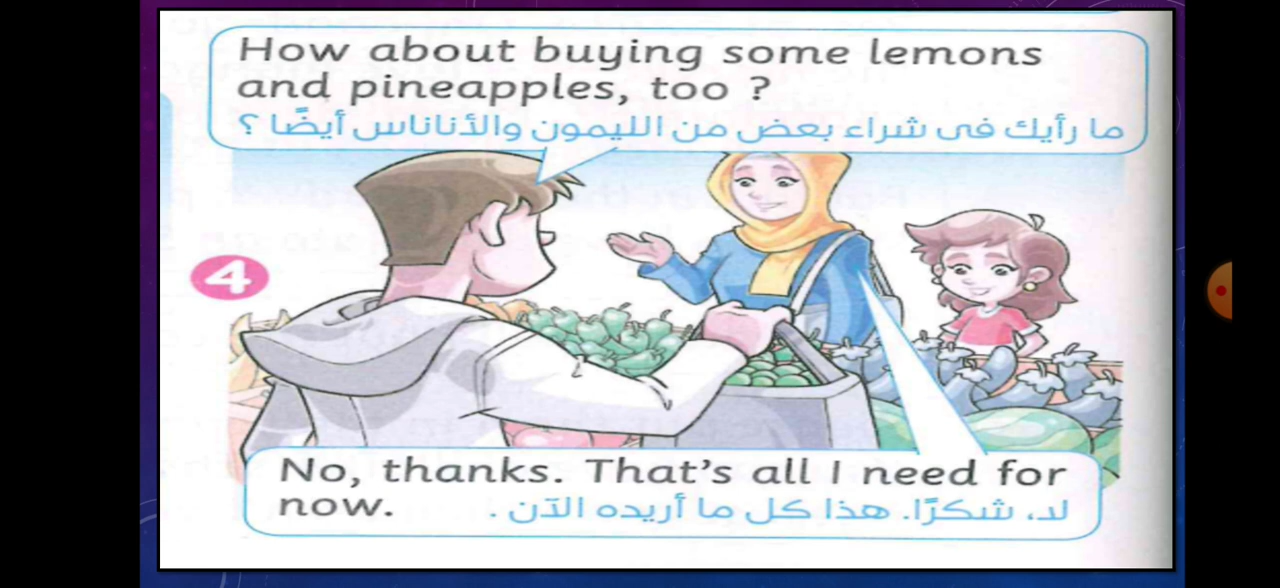 How about buying some lemons
and pineapples, too ?
ما رأيك فى شراء بعض من الليمون والأناناس أيضًا ؟
4
No, thanks. That's all I need for
now.
لا، شكرًا. هذا كل ما أريده الآن .